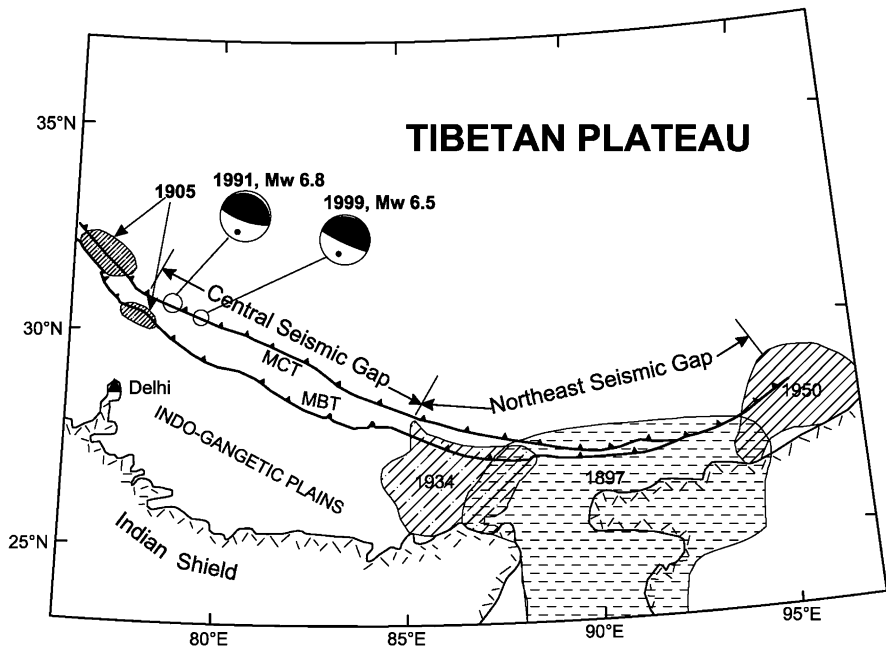 35°N
TIBETAN PLATEAU
1991, Mw 6.8
1905
1999, Mw 6.5
30°N
Central Seismic Gap
Northeast Seismic Gap
MCT
MBT
Delhi
1950
INDO-GANGETIC PLAINS
1934
1897
25°N
Indian Shield
80°E
85°E
90°E
95°E